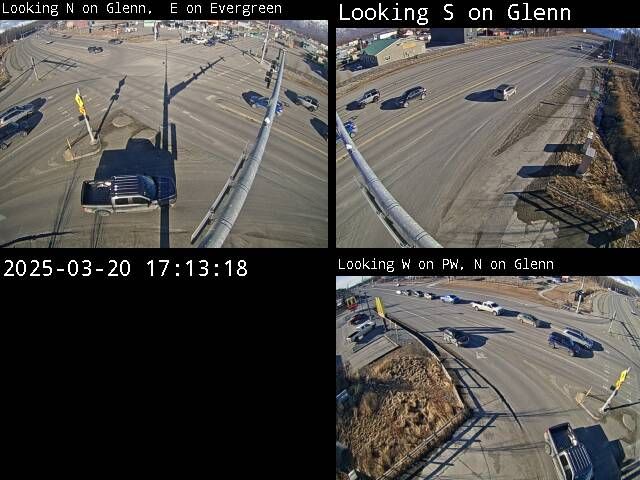 Looking N on Glenn,  E on Evergreen
Looking S on Glenn
2025-03-20 17:13:18
Looking W on PW, N on Glenn